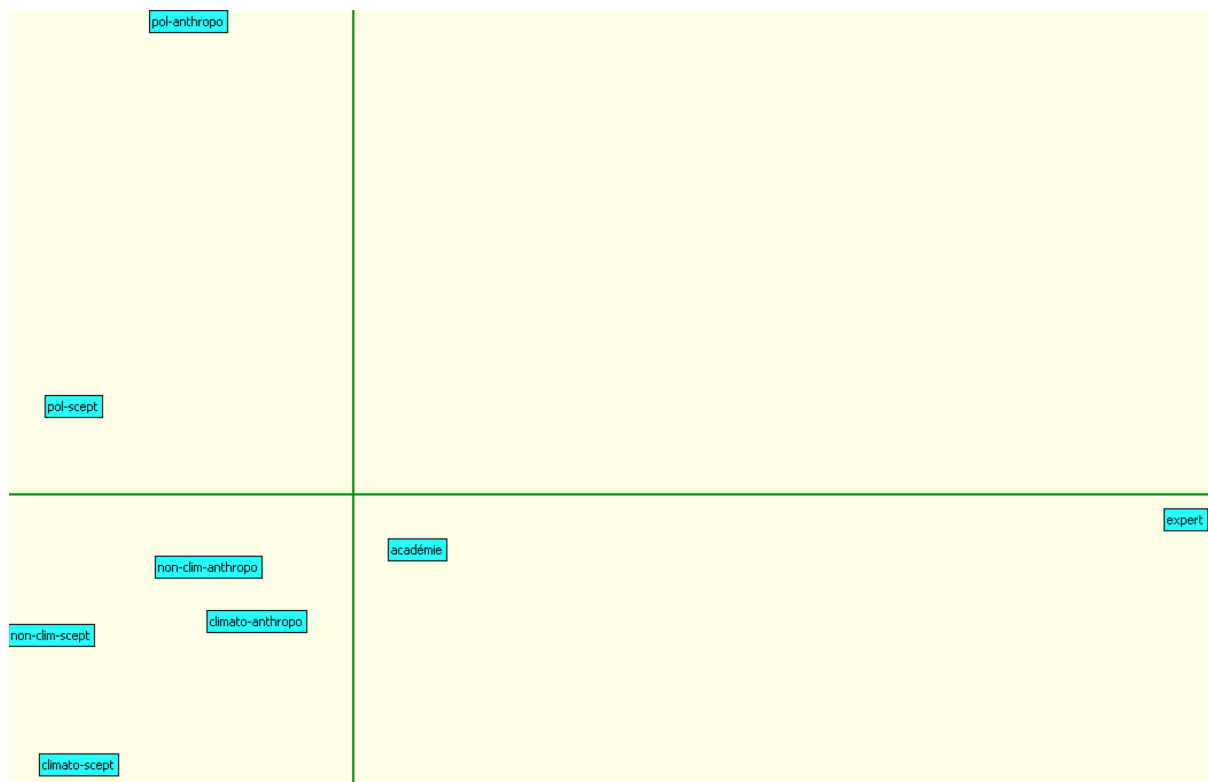 pol-anthropo
pol-scept
expert
académie
non-clim-anthropo
climato-anthropo
non-clim-scept
climato-scept